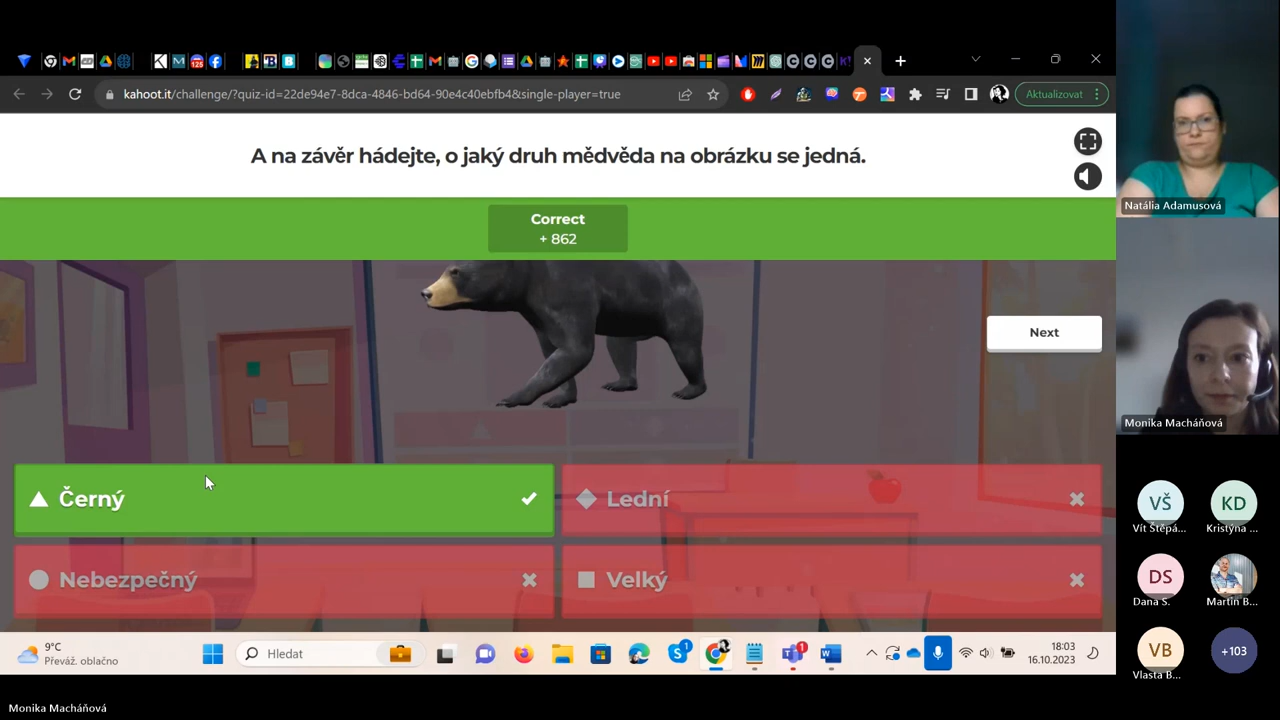 kahoot.it/challenge/?quiz-id=22de94e7-8dca-4846-bd64-90e4c40ebfb4&single-player=true
Aktualizovat
A na závěr hádejte, o jaký druh mědvěda na obrázku se jedná.
Correct
+ 862
Next
Černý
Lední
Nebezpečný
Velký
Natália Adamusová
Monika Macháňová
VŠ
Vít Štěpá...
KD
Kristýna ...
DS
Dana S.
Martin B...
VB
Vlasta B...
+103
9°C
Převáž. oblačno
Hledat
18:03
16.10.2023
Monika Macháňová